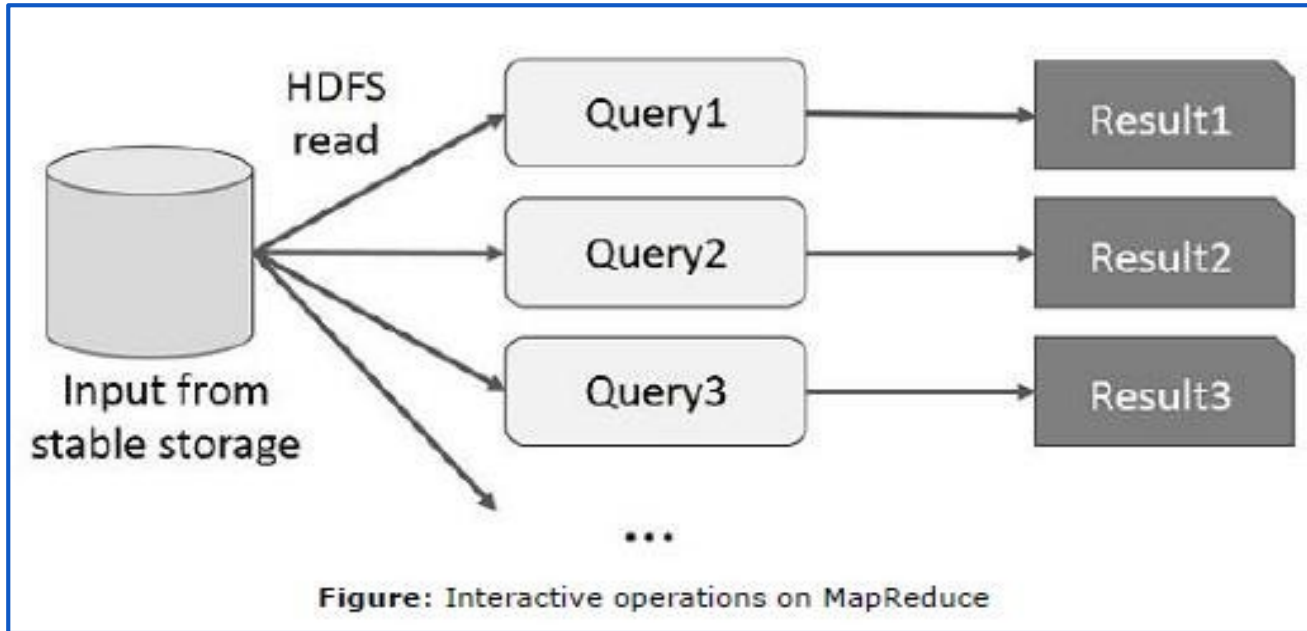 HDFS
read
Query1
Result1
Query2
Result2
Query3
Result3
Input from
stable storage
...
Figure: Interactive operations on MapReduce